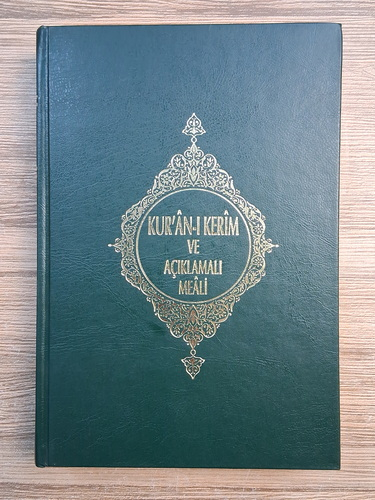 KUR'ÂN-I KERÎM
VE
AÇIKLAMALI
MEÂLİ